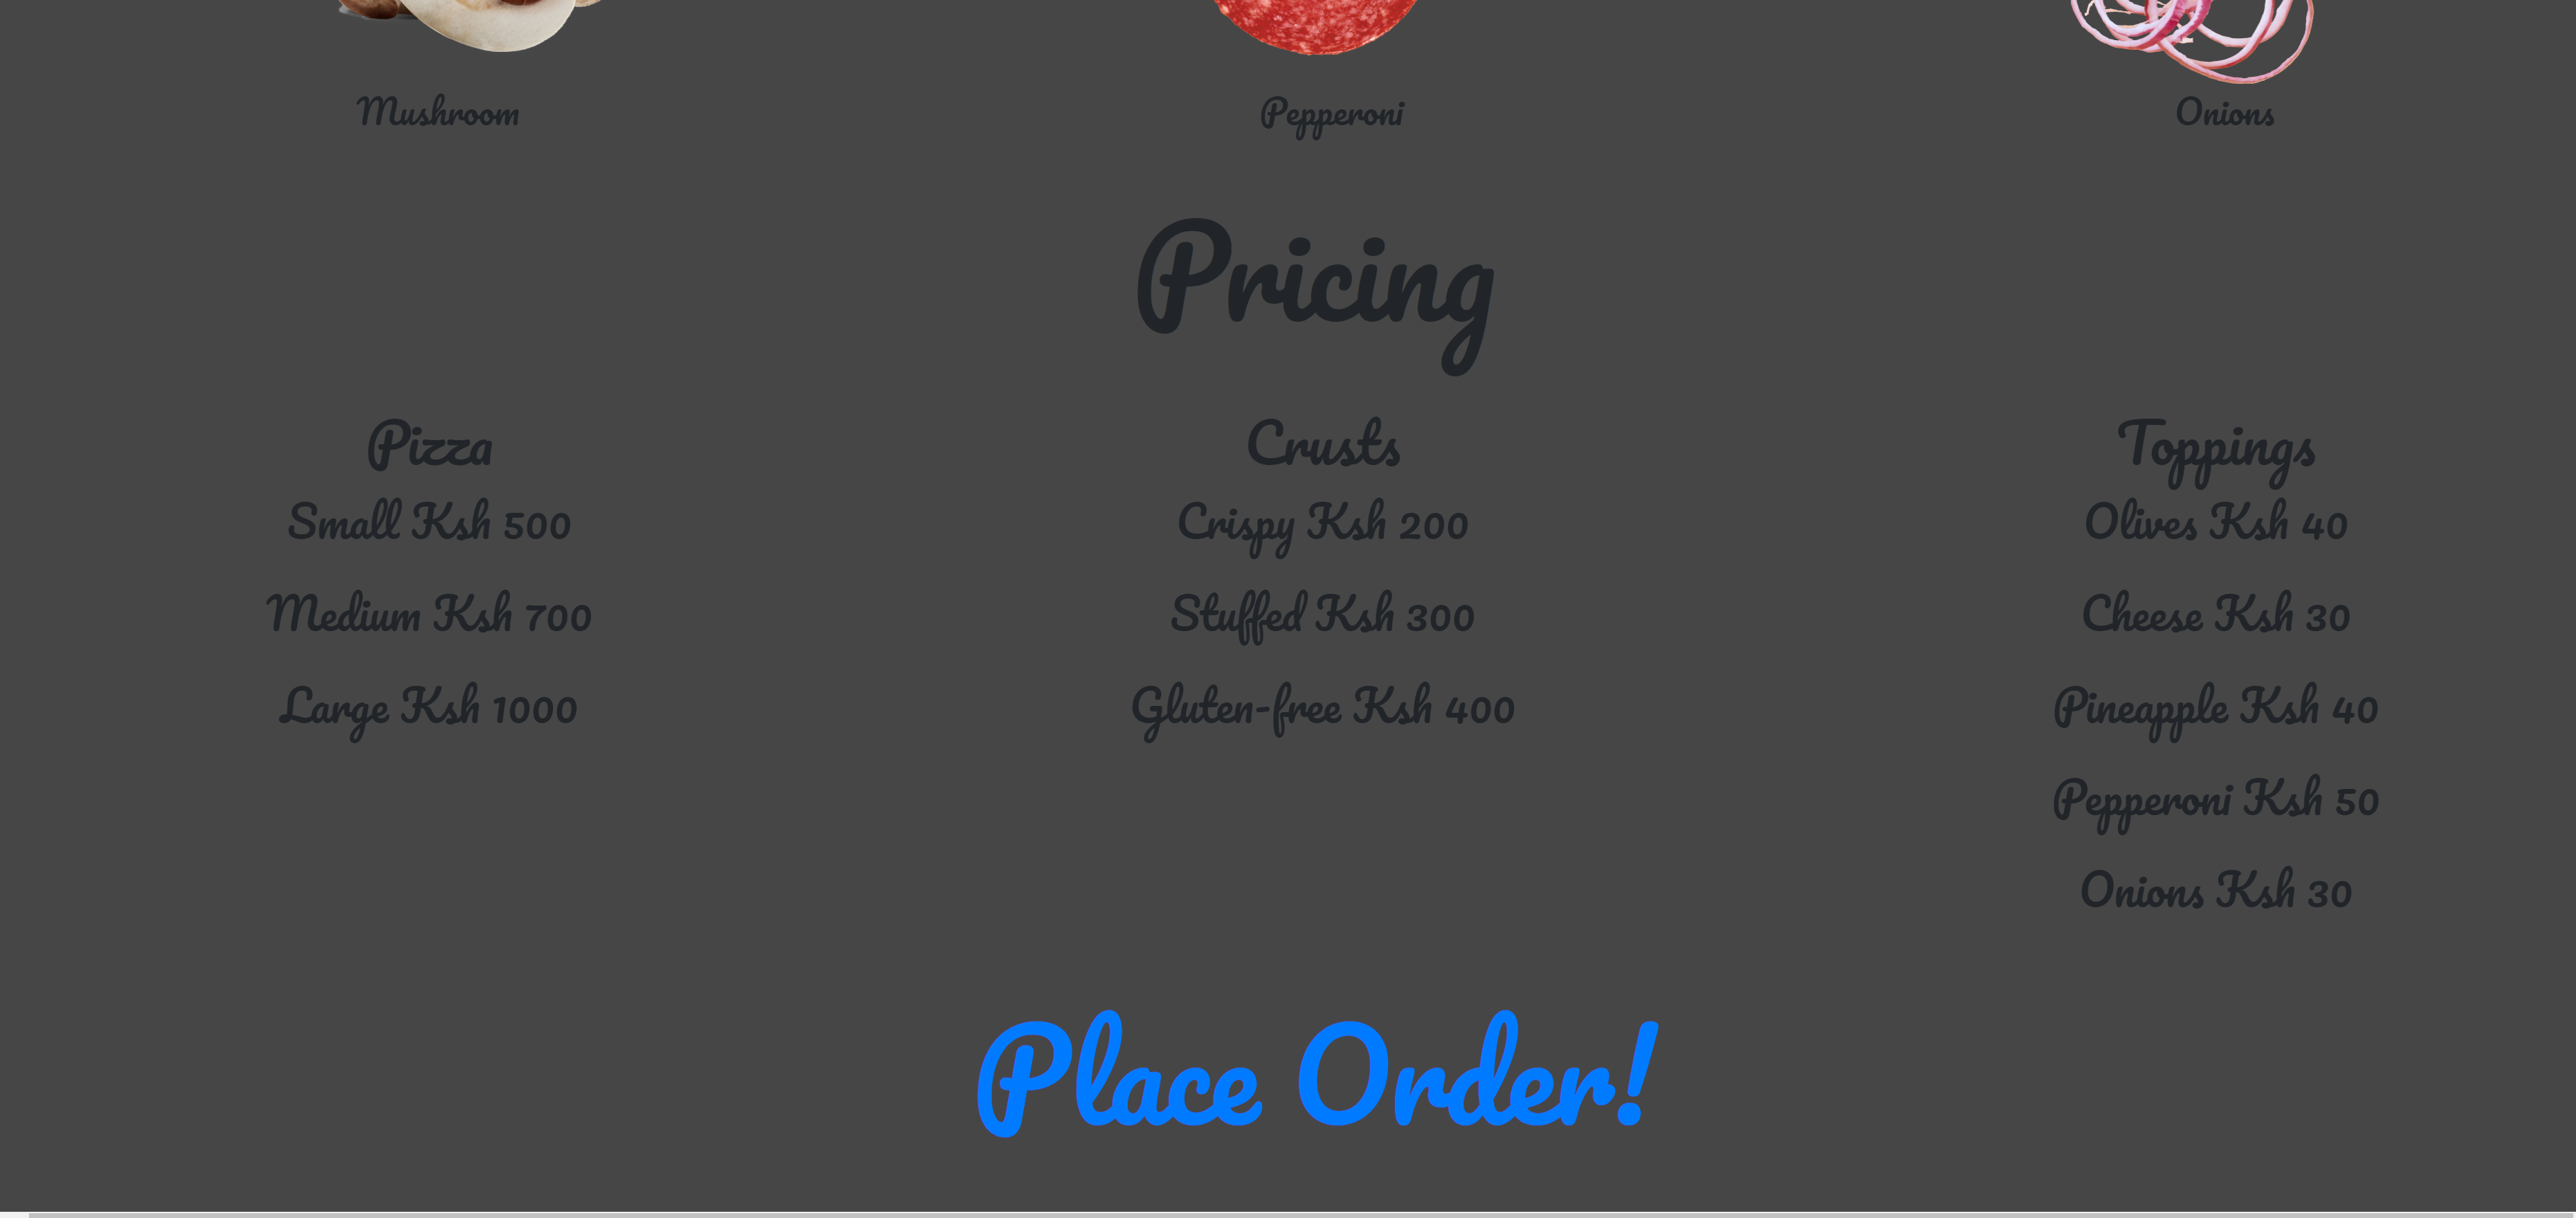 Mushroom
Pepperoni
Onions
Pricing
Pizza
Small Ksh 500
Medium Ksh 700
Large Ksh 1000
Crusts
Crispy Ksh 200
Stuffed Ksh 300
Gluten-free Ksh 400
Toppings
Olives Ksh 40
Cheese Ksh 30
Pineapple Ksh 40
Pepperoni Ksh 50
Onions Ksh 30
Place Order!